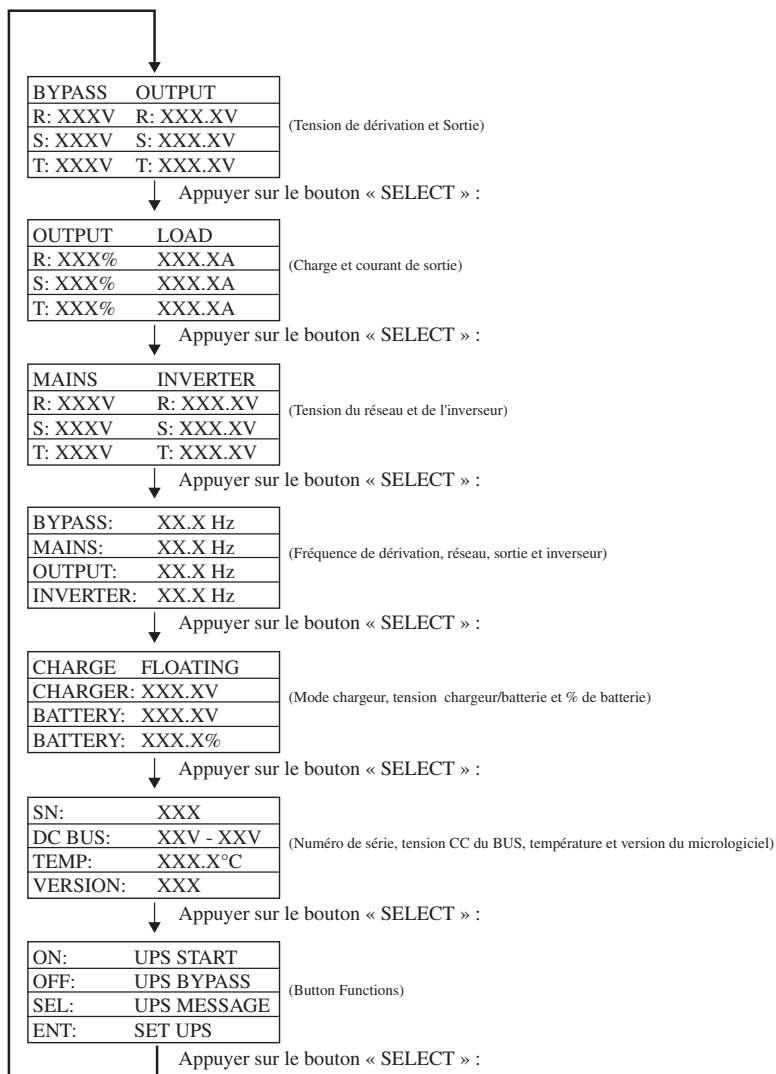 BYPASS OUTPUT
R: XXXV R: XXX.XV
S: XXXV S: XXX.XV
T: XXXV T: XXX.XV
(Tension de dérivation et Sortie)
Appuyer sur le bouton « SELECT » :
OUTPUT LOAD
R: XXX% XXX.XA
S: XXX% XXX.XA
T: XXX% XXX.XA
(Charge et courant de sortie)
Appuyer sur le bouton « SELECT » :
MAINS INVERTER
R: XXXV R: XXX.XV
S: XXXV S: XXX.XV
T: XXXV T: XXX.XV
(Tension du réseau et de l'inverseur)
Appuyer sur le bouton « SELECT » :
BYPASS: XX.X Hz
MAINS: XX.X Hz
OUTPUT: XX.X Hz
INVERTER: XX.X Hz
(Fréquence de dérivation, réseau, sortie et inverseur)
Appuyer sur le bouton « SELECT » :
CHARGE FLOATING
CHARGER: XXX.XV
BATTERY: XXX.XV
BATTERY: XXX.X%
(Mode chargeur, tension chargeur/batterie et % de batterie)
Appuyer sur le bouton « SELECT » :
SN: XXX
DC BUS: XXV - XXV
TEMP: XXX.X°C
VERSION: XXX
(Numéro de série, tension CC du BUS, température et version du micrologiciel)
Appuyer sur le bouton « SELECT » :
ON: UPS START
OFF: UPS BYPASS
SEL: UPS MESSAGE
ENT: SET UPS
(Button Functions)
Appuyer sur le bouton « SELECT » :